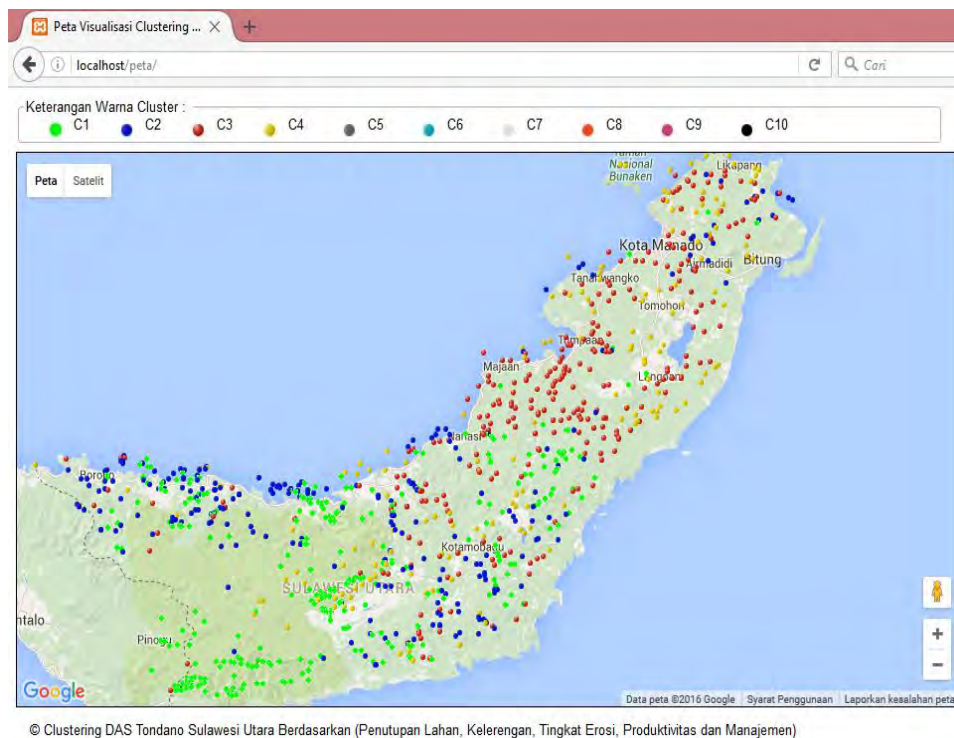 Peta Visualisasi Clustering ...
localhost/peta/
Cari
Keterangan Warna Cluster :
C1 C2 C3 C4 C5 C6 C7 C8 C9 C10
Peta Satelit
Taman
Nasional
Bunaken
Likupang
Kota Manado
Airmadidi
Bitung
Tanawangko
Tomohon
Tumpaan
Majaan
Langoan
Nanasi
Kotamobagu
SULAWESI UTARA
ntalo
Pinogu
Google
Data peta ©2016 Google Syarat Penggunaan Laporkan kesalahan peta
© Clustering DAS Tondano Sulawesi Utara Berdasarkan (Penutupan Lahan, Kelerengan, Tingkat Erosi, Produktivitas dan Manajemen)